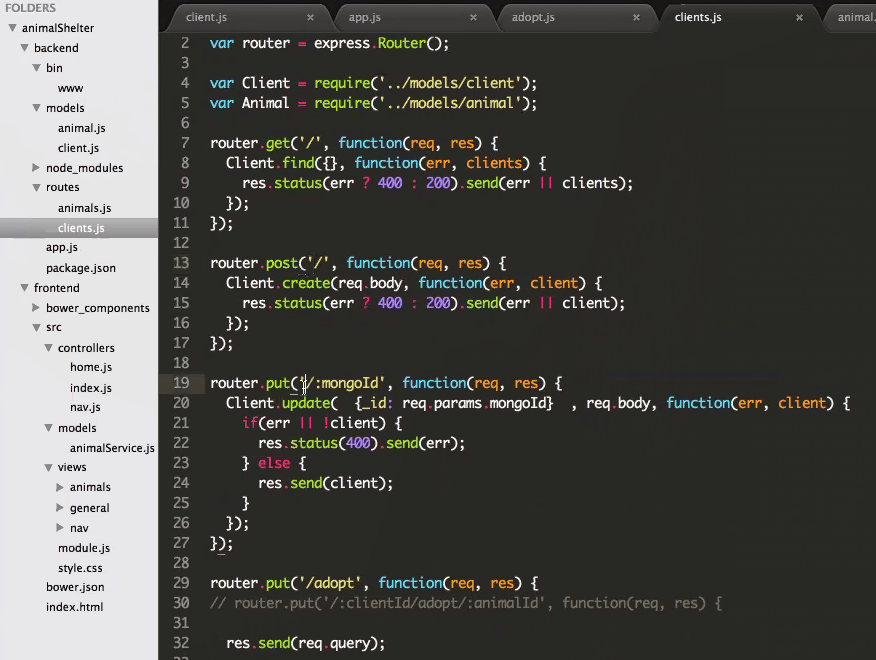 FOLDERS
animalShelter
backend
bin
www
models
animal.js
client.js
node_modules
routes
animals.js
clients.js
app.js
package.json
frontend
bower_components
src
controllers
home.js
index.js
nav.js
models
animalService.js
views
animals
general
nav
module.js
style.css
bower.json
index.html
client.js × app.js × adopt.js × clients.js × animal.
2 var router = express.Router();
3
4 var Client = require('../models/client');
5 var Animal = require('../models/animal');
6
7 router.get('/', function(req, res) {
8 Client.find({}, function(err, clients) {
9 res.status(err ? 400 : 200).send(err || clients);
10 });
11 });
12
13 router.post('/', function(req, res) {
14 Client.create(req.body, function(err, client) {
15 res.status(err ? 400 : 200).send(err || client);
16 });
17 });
18
19 router.put('/:mongoId', function(req, res) {
20 Client.update( {_id: req.params.mongoId} , req.body, function(err, client) {
21 if(err || !client) {
22 res.status(400).send(err);
23 } else {
24 res.send(client);
25 }
26 });
27 });
28
29 router.put('/adopt', function(req, res) {
30 // router.put('/:clientId/adopt/:animalId', function(req, res) {
31
32 res.send(req.query);